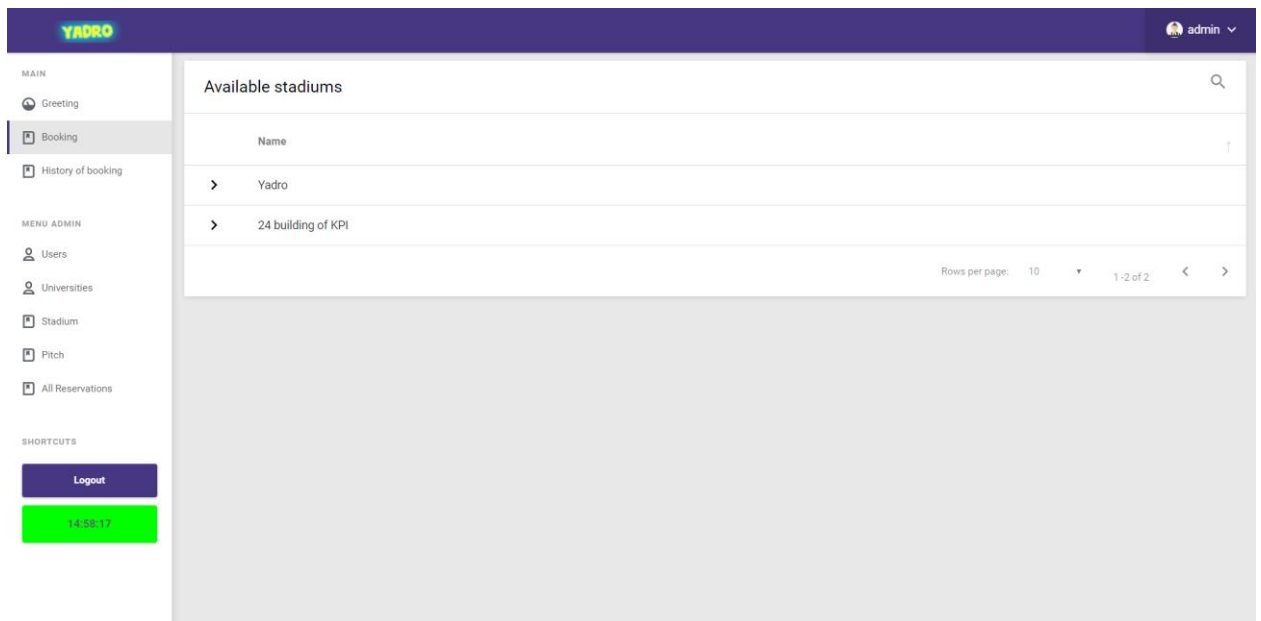 YADRO
admin
MAIN
Greeting
Booking
History of booking
MENU ADMIN
Users
Universities
Stadium
Pitch
All Reservations
SHORTCUTS
Logout
14:58:17
Available stadiums
Name
Yadro
24 building of KPI
Rows per page: 10 1-2 of 2